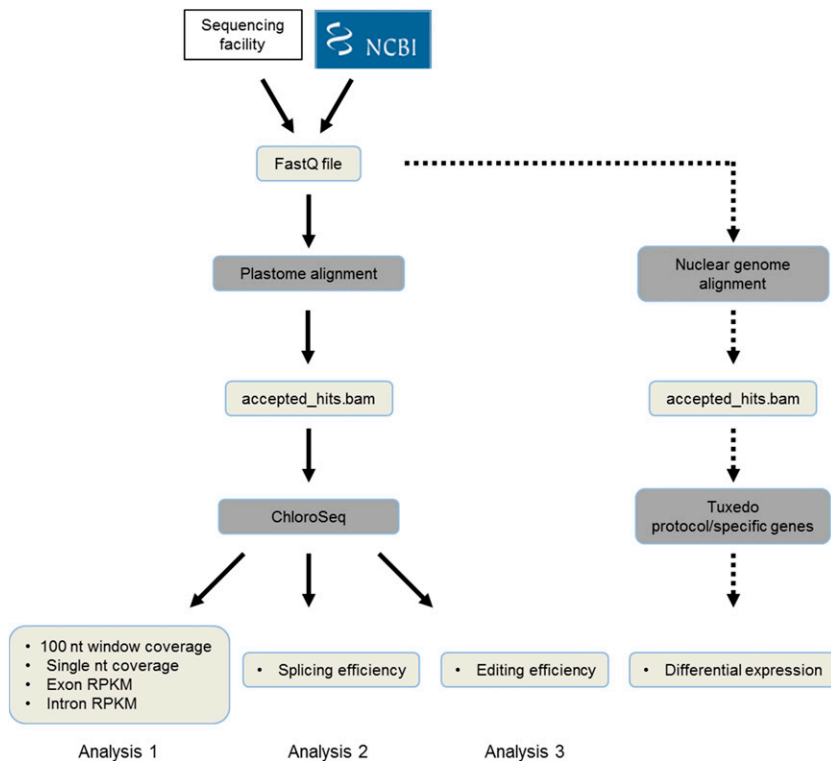 Sequencing
facility
NCBI
FastQ file
Plastome alignment
Nuclear genome
alignment
accepted_hits.bam
accepted_hits.bam
ChloroSeq
Tuxedo
protocol/specific genes
• 100 nt window coverage
• Single nt coverage
• Exon RPKM
• Intron RPKM
• Splicing efficiency
• Editing efficiency
• Differential expression
Analysis 1
Analysis 2
Analysis 3